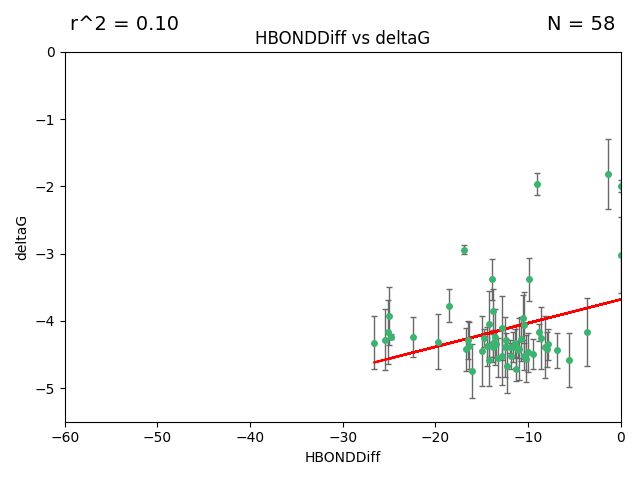 r^2 = 0.10
N = 58
HBONDDiff vs deltaG
deltaG
0
−1
−2
−3
−4
−5
−60
−50
−40
−30
−20
−10
0
HBONDDiff